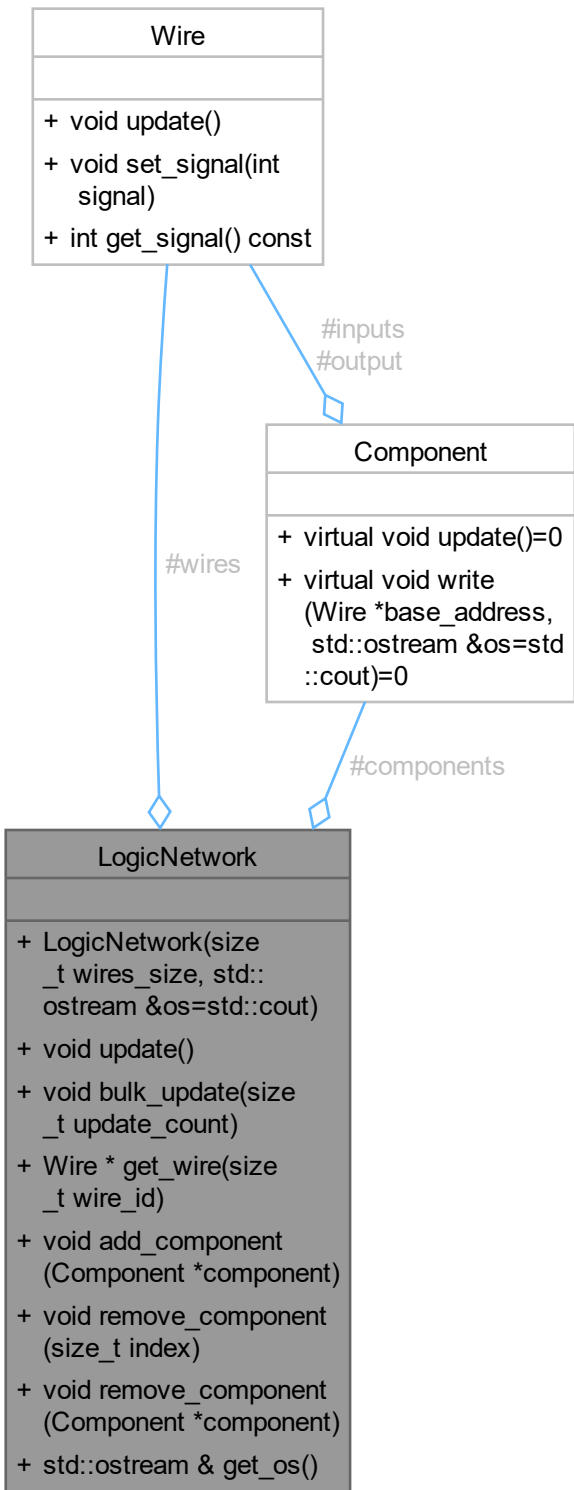 Wire
+ void update()
+ void set_signal(int
signal)
+ int get_signal() const
#inputs
#output
Component
+ virtual void update()=0
+ virtual void write
(Wire *base_address,
std::ostream &os=std
::cout)=0
#wires
#components
LogicNetwork
+ LogicNetwork(size
_t wires_size, std::
ostream &os=std::cout)
+ void update()
+ void bulk_update(size
_t update_count)
+ Wire * get_wire(size
_t wire_id)
+ void add_component
(Component *component)
+ void remove_component
(size_t index)
+ void remove_component
(Component *component)
+ std::ostream & get_os()